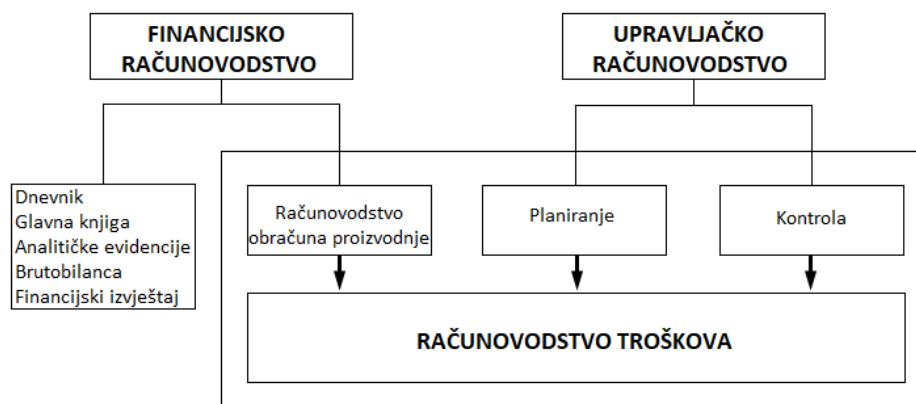 FINANCIJSKO
RAČUNOVODSTVO
UPRAVLJAČKO
RAČUNOVODSTVO
Dnevnik
Glavna knjiga
Analitičke evidencije
Brutobilanca
Financijski izvještaj
Računovodstvo
obračuna proizvodnje
Planiranje
Kontrola
RAČUNOVODSTVO TROŠKOVA